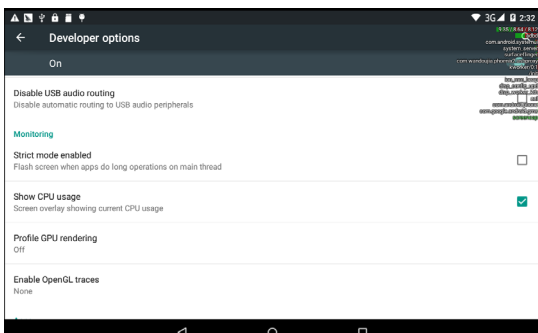 3G 2:32
Developer options
On
com.android.systemui
system_server
surfaceflinger
Disable USB audio routing
Disable automatic routing to USB audio peripherals
Monitoring
Strict mode enabled
Flash screen when apps do long operations on main thread
Show CPU usage
Screen overlay showing current CPU usage
Profile GPU rendering
Off
Enable OpenGL traces
None